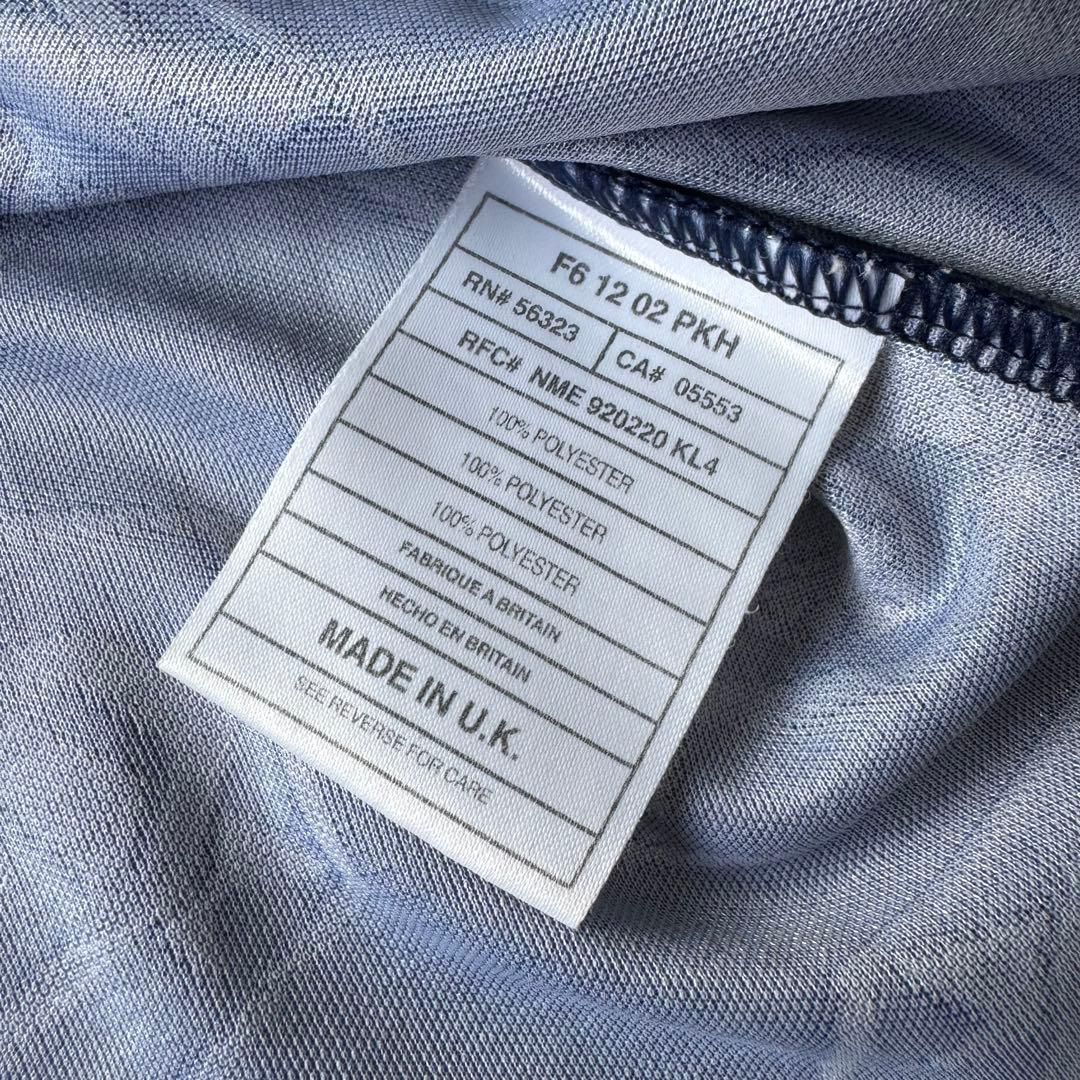 F6 12 02 PKH
RN# 56323 CA# 05553
RFC# NME 920220 KL4
100% POLYESTER
100% POLYESTER
100% POLYESTER
FABRIQUE A BRITAIN
HECHO EN BRITAIN
MADE IN U.K.
SEE REVERSE FOR CARE